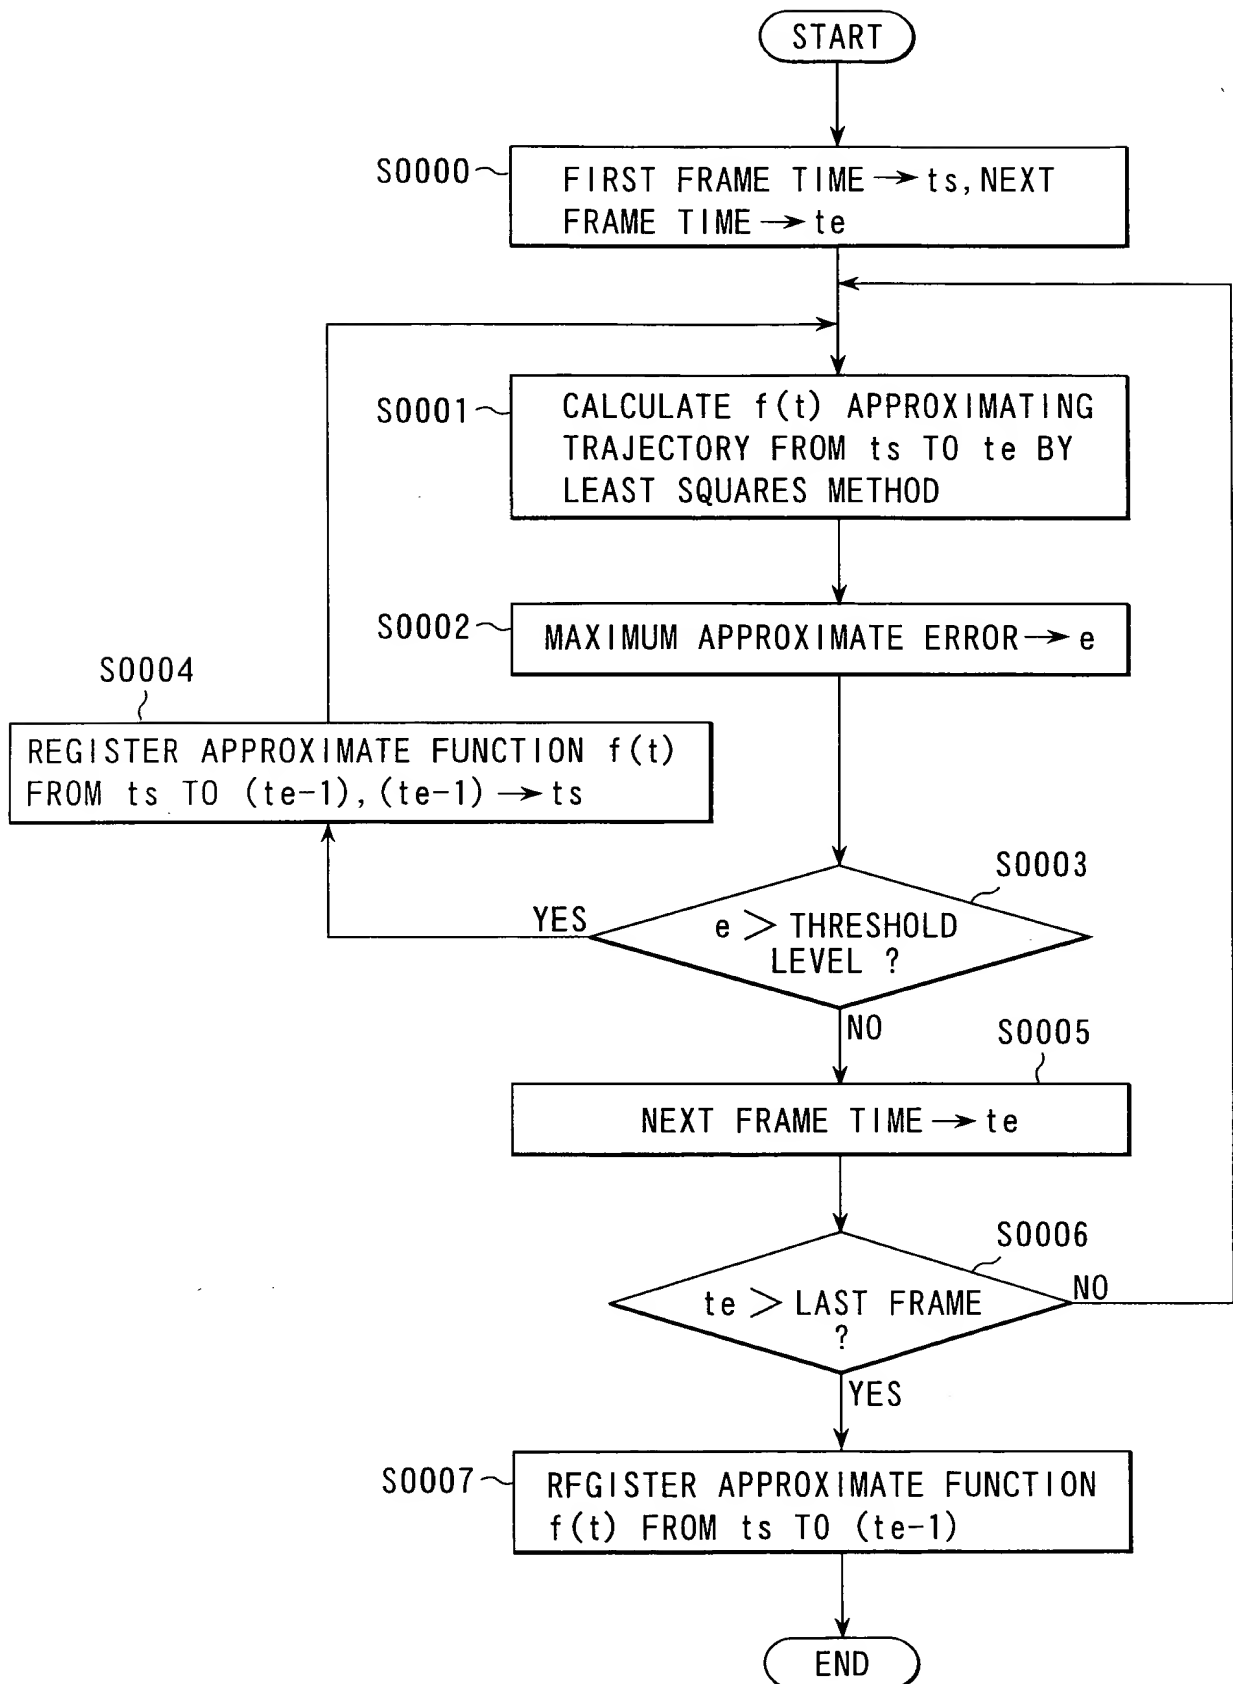 START
S0000
FIRST FRAME TIME → ts, NEXT
FRAME TIME → te
S0001
CALCULATE f(t) APPROXIMATING
TRAJECTORY FROM ts TO te BY
LEAST SQUARES METHOD
S0002
MAXIMUM APPROXIMATE ERROR → e
S0004
REGISTER APPROXIMATE FUNCTION f(t)
FROM ts TO (te-1), (te-1) → ts
S0003
YES
e > THRESHOLD
LEVEL ?
NO
S0005
NEXT FRAME TIME → te
S0006
te > LAST FRAME
?
NO
YES
S0007
RFGISTER APPROXIMATE FUNCTION
f(t) FROM ts TO (te-1)
END